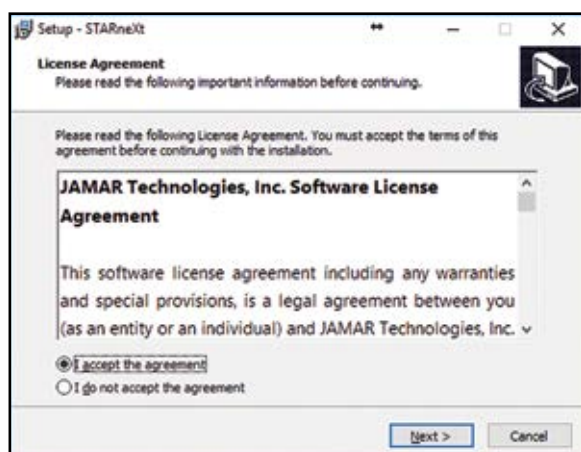 Setup - STARneXt
License Agreement
Please read the following important information before continuing.
Please read the following License Agreement. You must accept the terms of this
agreement before continuing with the installation.
JAMAR Technologies, Inc. Software License
Agreement
This software license agreement including any warranties
and special provisions, is a legal agreement between you
(as an entity or an individual) and JAMAR Technologies, Inc.
I accept the agreement
I do not accept the agreement
Next >
Cancel